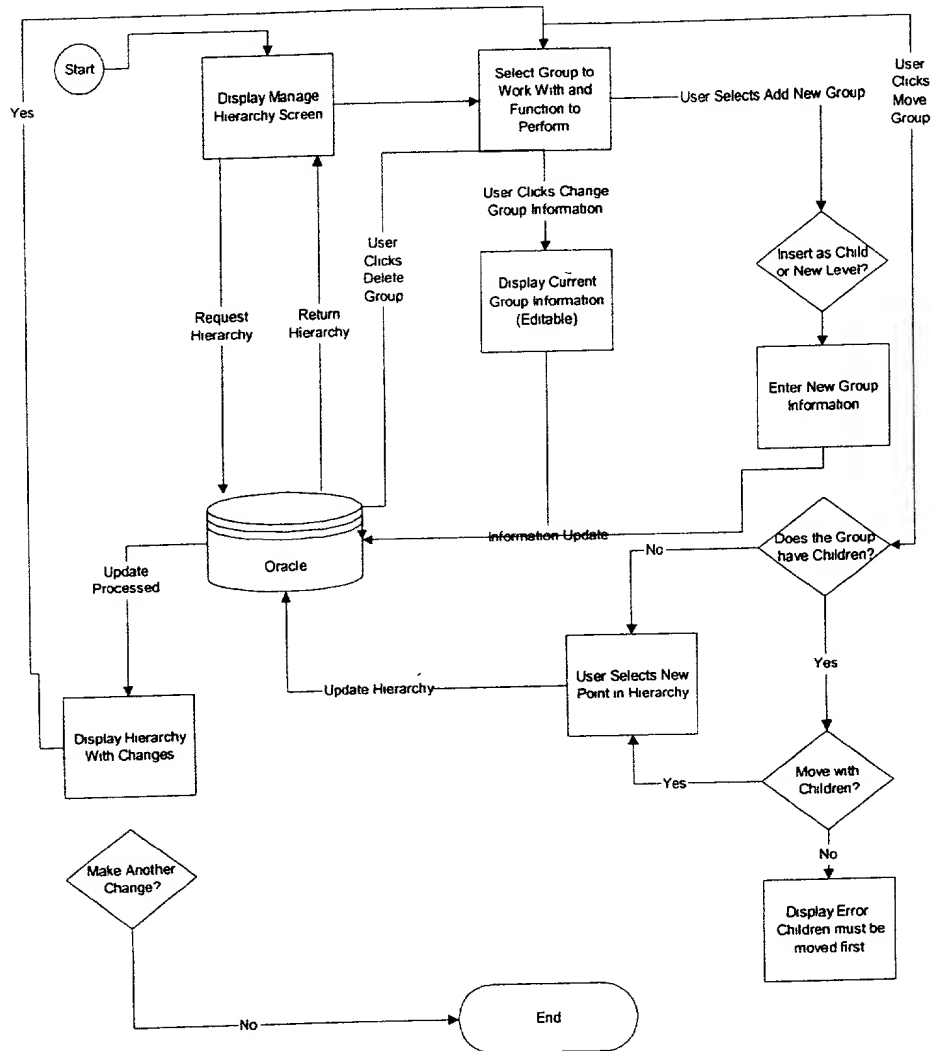 Start
Display Manage
Hierarchy Screen
Select Group to
Work With and
Function to
Perform
User Selects Add New Group
User
Clicks
Move
Group
Yes
User Clicks Change
Group Information
User
Clicks
Delete
Group
Insert as Child
or New Level?
Display Current
Group Information
(Editable)
Request
Hierarchy
Return
Hierarchy
Enter New Group
Information
Oracle
Information Update
Does the Group
have Children?
No
Update
Processed
Yes
User Selects New
Point in Hierarchy
Update Hierarchy
Display Hierarchy
With Changes
Move with
Children?
Yes
No
Make Another
Change?
Display Error
Children must be
moved first
No
End